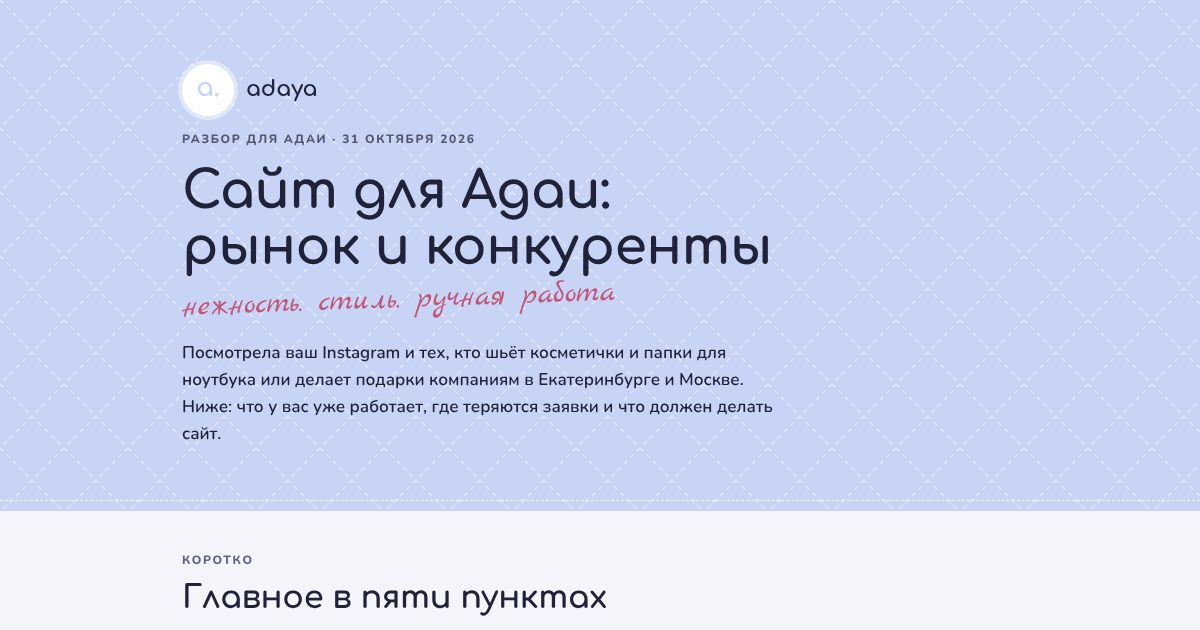 a. adaya
РАЗБОР ДЛЯ АДАИ · 31 ОКТЯБРЯ 2026
Сайт для Адаи:
рынок и конкуренты
нежность. стиль. ручная работа
Посмотрела ваш Instagram и тех, кто шьёт косметички и папки для
ноутбука или делает подарки компаниям в Екатеринбурге и Москве.
Ниже: что у вас уже работает, где теряются заявки и что должен делать
сайт.
КОРОТКО
Главное в пяти пунктах